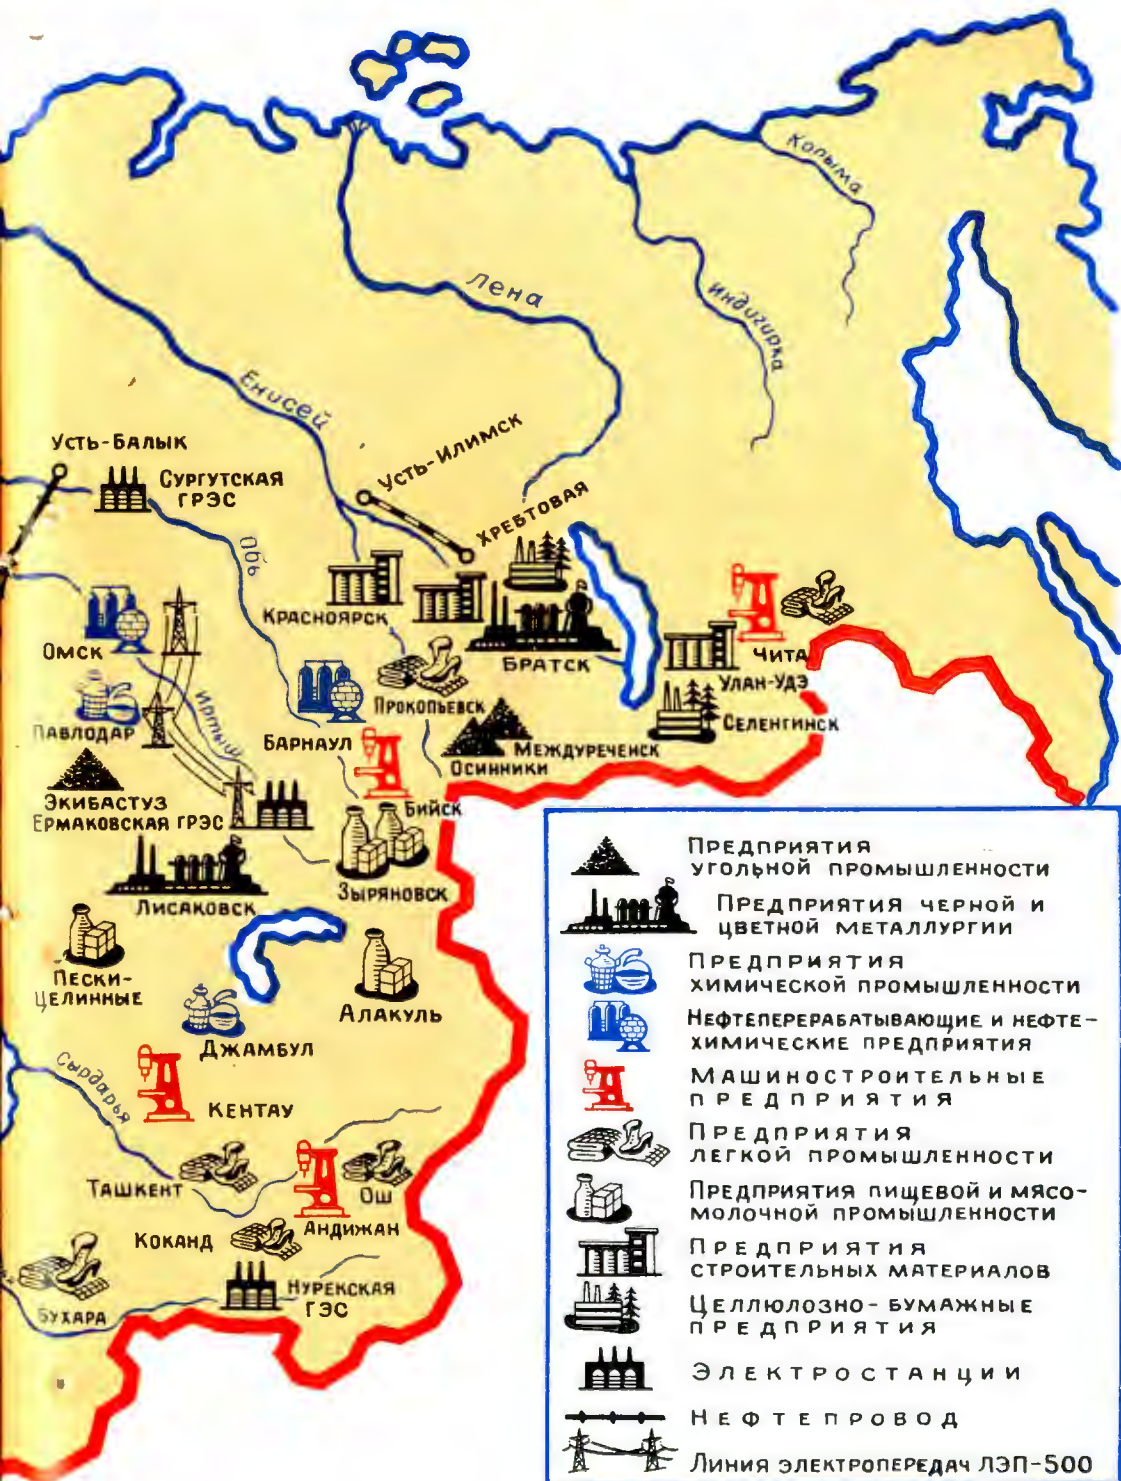 Колыма
Лена
Индигирка
Енисей
Усть-Балык
Усть-Илимск
Сургутская
ГРЭС
Хребтовая
Обь
Красноярск
Омск
Братск
Чита
Иртыш
Прокопьевск
Улан-Удэ
Павлодар
Барнаул
Селенгинск
Междуреченск
Осинники
Экибастуз
Ермаковская ГРЭС
Бийск
Зыряновск
Лисаковск
Пески-
Целинные
Алакуль
Джамбул
Сырдарья
Кентау
Ташкент
Ош
Андижан
Коканд
Нурекская
ГЭС
Бухара
Предприятия
угольной промышленности
Предприятия черной и
цветной металлургии
Предприятия
химической промышленности
Нефтеперерабатывающие и нефте-
химические предприятия
Машиностроительные
предприятия
Предприятия
легкой промышленности
Предприятия пищевой и мясо-
молочной промышленности
Предприятия
строительных материалов
Целлюлозно-бумажные
предприятия
Электростанции
Нефтепровод
Линия электропередач ЛЭП-500